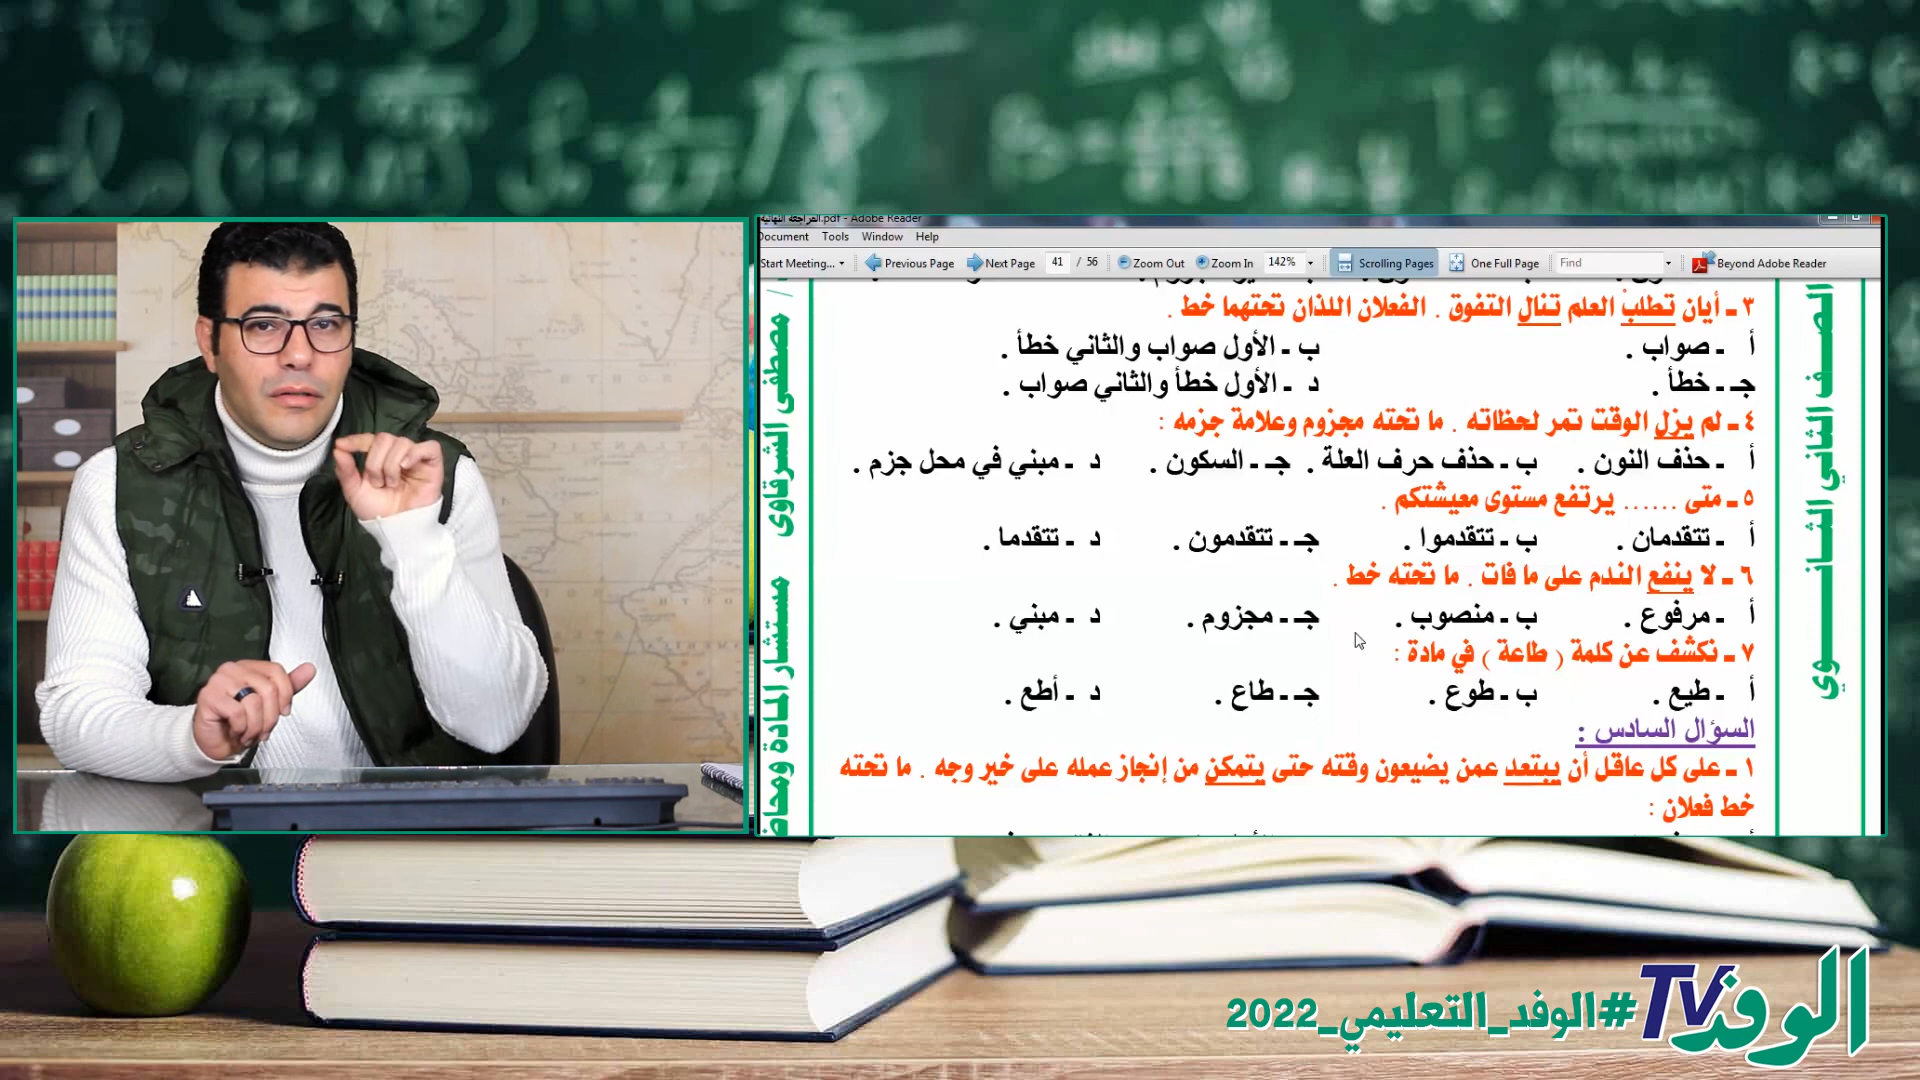 المراجعة النهائية.pdf - Adobe Reader
Document Tools Window Help
Start Meeting... Previous Page Next Page 41 / 56 Zoom Out Zoom In 142% Scrolling Pages One Full Page Find Beyond Adobe Reader
٣ ـ أيان تطلبْ العلم تنالِ التفوق . الفعلان اللذان تحتهما خط .
أ ـ صواب . ب ـ الأول صواب والثاني خطأ .
جـ ـ خطأ . د ـ الأول خطأ والثاني صواب .
٤ ـ لم يزلِ الوقت تمر لحظاته . ما تحته مجزوم وعلامة جزمه :
أ ـ حذف النون . ب ـ حذف حرف العلة . جـ ـ السكون . د ـ مبني في محل جزم .
٥ ـ متى ...... يرتفع مستوى معيشتكم .
أ ـ تتقدمان . ب ـ تتقدموا . جـ ـ تتقدمون . د ـ تتقدما .
٦ ـ لا ينفع الندم على ما فات . ما تحته خط .
أ ـ مرفوع . ب ـ منصوب . جـ ـ مجزوم . د ـ مبني .
٧ ـ نكشف عن كلمة ( طاعة ) في مادة :
أ ـ طيع . ب ـ طوع . جـ ـ طاع . د ـ أطع .
السؤال السادس :
١ ـ على كل عاقل أن يبتعد عمن يضيعون وقته حتى يتمكن من إنجاز عمله على خير وجه . ما تحته
خط فعلان :
الصف الثاني الثانوي
/ مصطفى الشرقاوى
مستشار المادة ومحاض
#الوفد_التعليمي_2022
الوفد TV